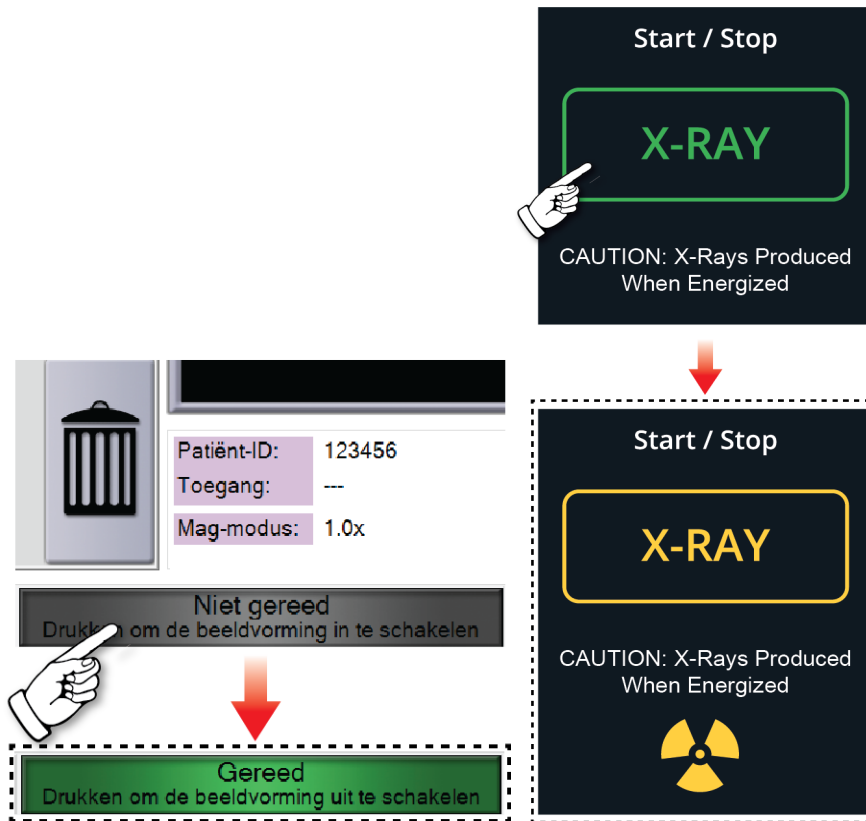 Start / Stop
X-RAY
CAUTION: X-Rays Produced
When Energized
Patiënt-ID: 123456
Toegang: ---
Mag-modus: 1.0x
Niet gereed
Drukken om de beeldvorming in te schakelen
Gereed
Drukken om de beeldvorming uit te schakelen
Start / Stop
X-RAY
CAUTION: X-Rays Produced
When Energized